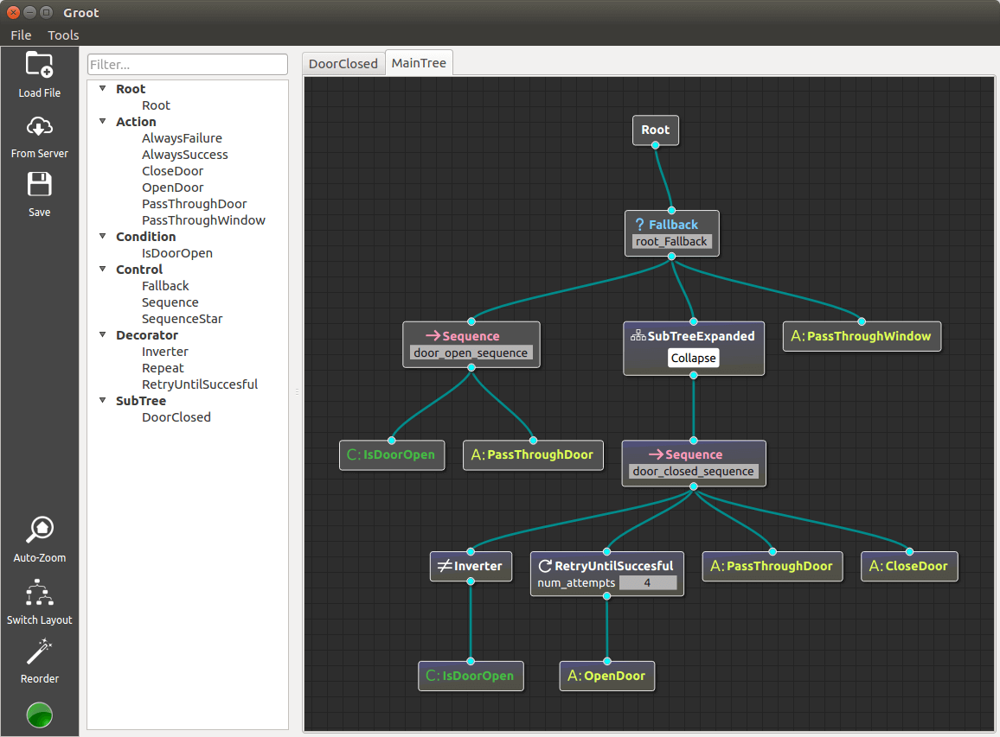 Groot
File Tools
Load File
From Server
Save
Auto-Zoom
Switch Layout
Reorder
Filter...
Root
Root
Action
AlwaysFailure
AlwaysSuccess
CloseDoor
OpenDoor
PassThroughDoor
PassThroughWindow
Condition
IsDoorOpen
Control
Fallback
Sequence
SequenceStar
Decorator
Inverter
Repeat
RetryUntilSuccesful
SubTree
DoorClosed
DoorClosed MainTree
Root
? Fallback
root_Fallback
Sequence
door_open_sequence
SubTreeExpanded
Collapse
A:PassThroughWindow
C:IsDoorOpen
A:PassThroughDoor
Sequence
door_closed_sequence
Inverter
RetryUntilSuccesful
num_attempts 4
A:PassThroughDoor
A:CloseDoor
C:IsDoorOpen
A:OpenDoor